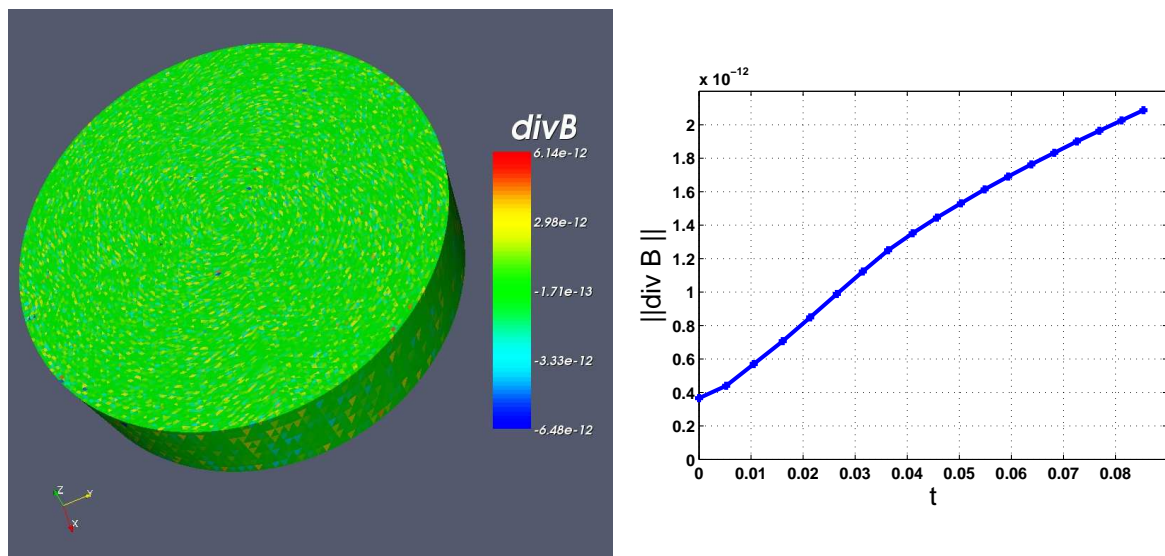 divB
6.14e-12
2.98e-12
-1.71e-13
-3.33e-12
-6.48e-12
Z
Y
X
x 10⁻¹²
2
1.8
1.6
1.4
1.2
1
0.8
0.6
0.4
0.2
0
||div B ||
0 0.01 0.02 0.03 0.04 0.05 0.06 0.07 0.08
t